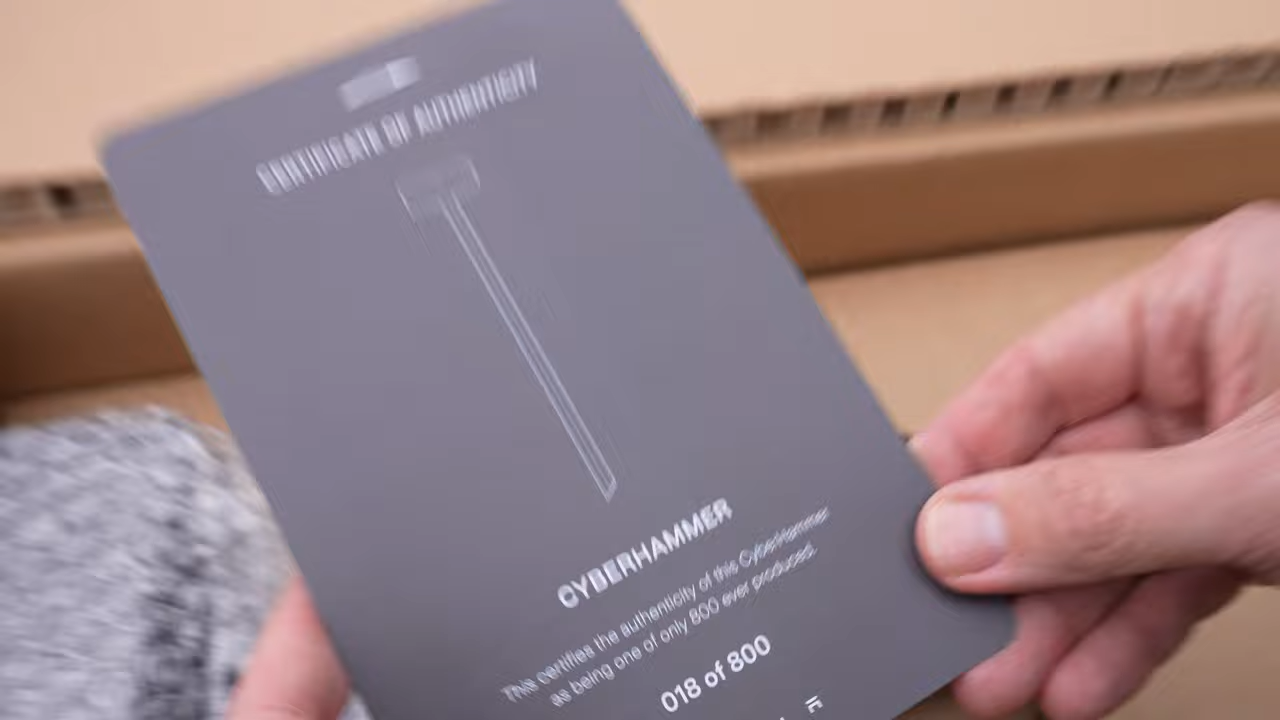 CERTIFICATE OF AUTHENTICITY
CYBERHAMMER
This certifies the authenticity of this CyberHammer
as being one of only 800 ever produced.
018 of 800